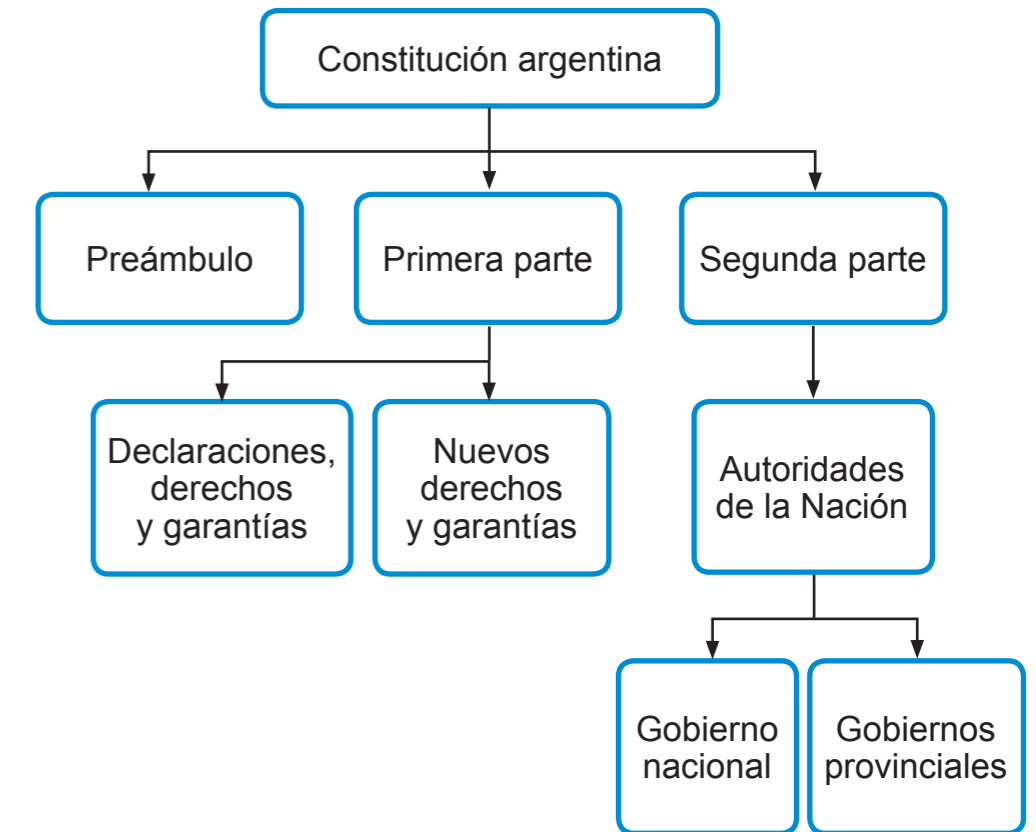 Constitución argentina
Preámbulo
Primera parte
Segunda parte
Declaraciones,
derechos
y garantías
Nuevos
derechos
y garantías
Autoridades
de la Nación
Gobierno
nacional
Gobiernos
provinciales